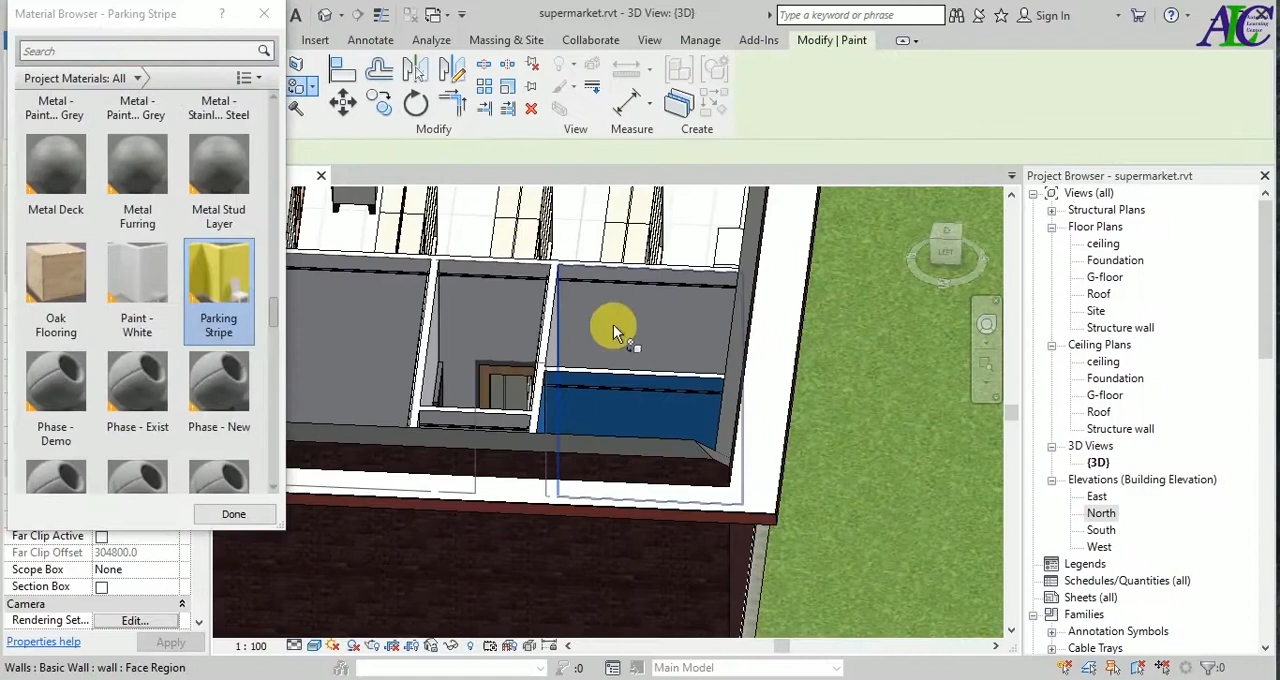 Material Browser - Parking Stripe ? supermarket.rvt - 3D View: {3D} Type a keyword or phrase Sign In ALC
Search
Insert Annotate Analyze Massing & Site Collaborate View Manage Add-Ins Modify | Paint
Project Materials: All
Metal - Paint... Grey
Metal - Paint... Grey
Metal - Stainl... Steel
Modify View Measure Create
Metal Deck
Metal Furring
Metal Stud Layer
Oak Flooring
Paint - White
Parking Stripe
Phase - Demo
Phase - Exist
Phase - New
Done
Far Clip Active
Far Clip Offset 304800.0
Scope Box None
Section Box
Camera
Rendering Set... Edit...
Properties help Apply
LEFT
1 : 100
Walls : Basic Wall : wall : Face Region
:0 Main Model :0
Project Browser - supermarket.rvt
Views (all)
Structural Plans
Floor Plans
ceiling
Foundation
G-floor
Roof
Site
Structure wall
Ceiling Plans
ceiling
Foundation
G-floor
Roof
Structure wall
3D Views
{3D}
Elevations (Building Elevation)
East
North
South
West
Legends
Schedules/Quantities (all)
Sheets (all)
Families
Annotation Symbols
Cable Trays